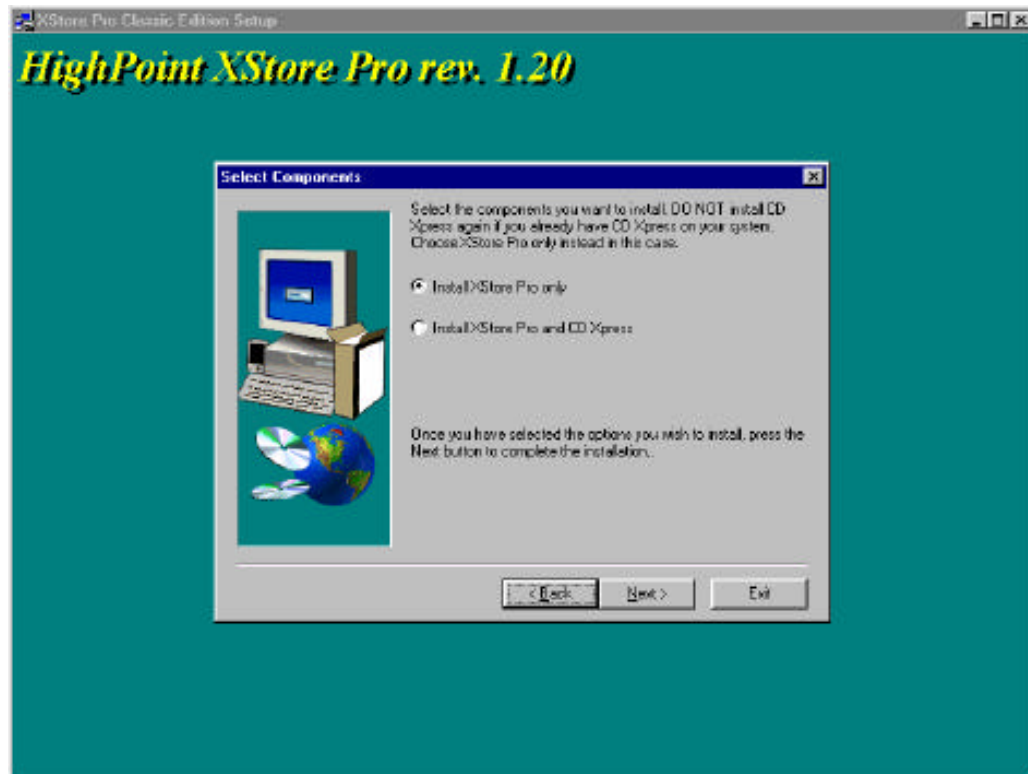 XStore Pro Classic Edition Setup
HighPoint XStore Pro rev. 1.20
Select Components
Select the components you want to install. DO NOT install CD
Xpress again if you already have CD Xpress on your system.
Choose XStore Pro only instead in this case.
Install XStore Pro only
Install XStore Pro and CD Xpress
Once you have selected the options you wish to install, press the
Next button to complete the installation.
< Back
Next >
Exit